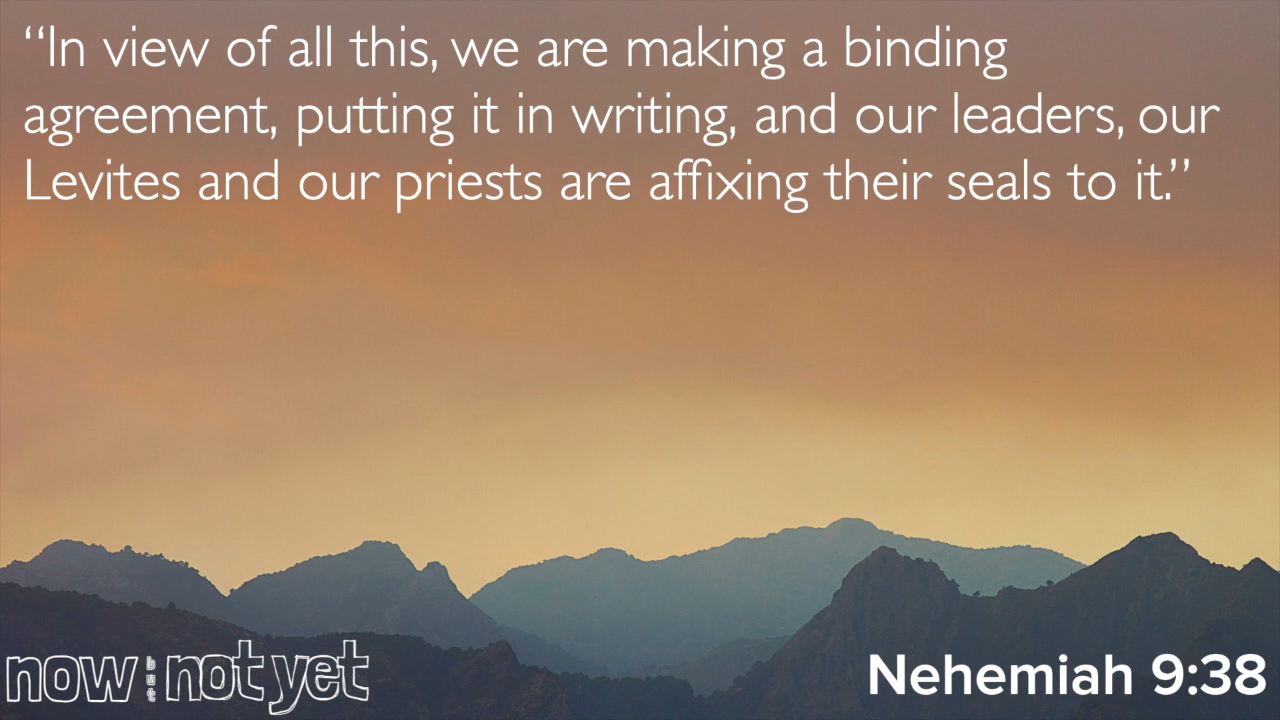 “In view of all this, we are making a binding
agreement, putting it in writing, and our leaders, our
Levites and our priests are affixing their seals to it.”
now but not yet
Nehemiah 9:38